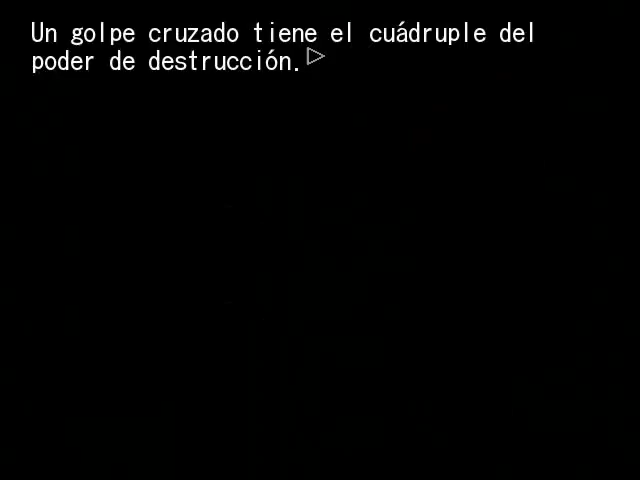 Un golpe cruzado tiene el cuádruple del
poder de destrucción.